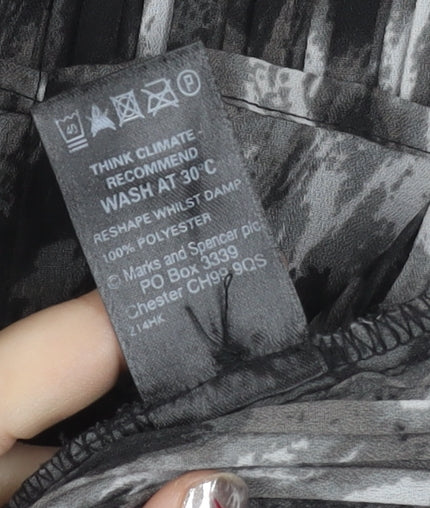 40
P
THINK CLIMATE -
RECOMMEND
WASH AT 30°C
RESHAPE WHILST DAMP
100% POLYESTER
© Marks and Spencer plc
PO Box 3339
Chester CH99 9QS
214HK